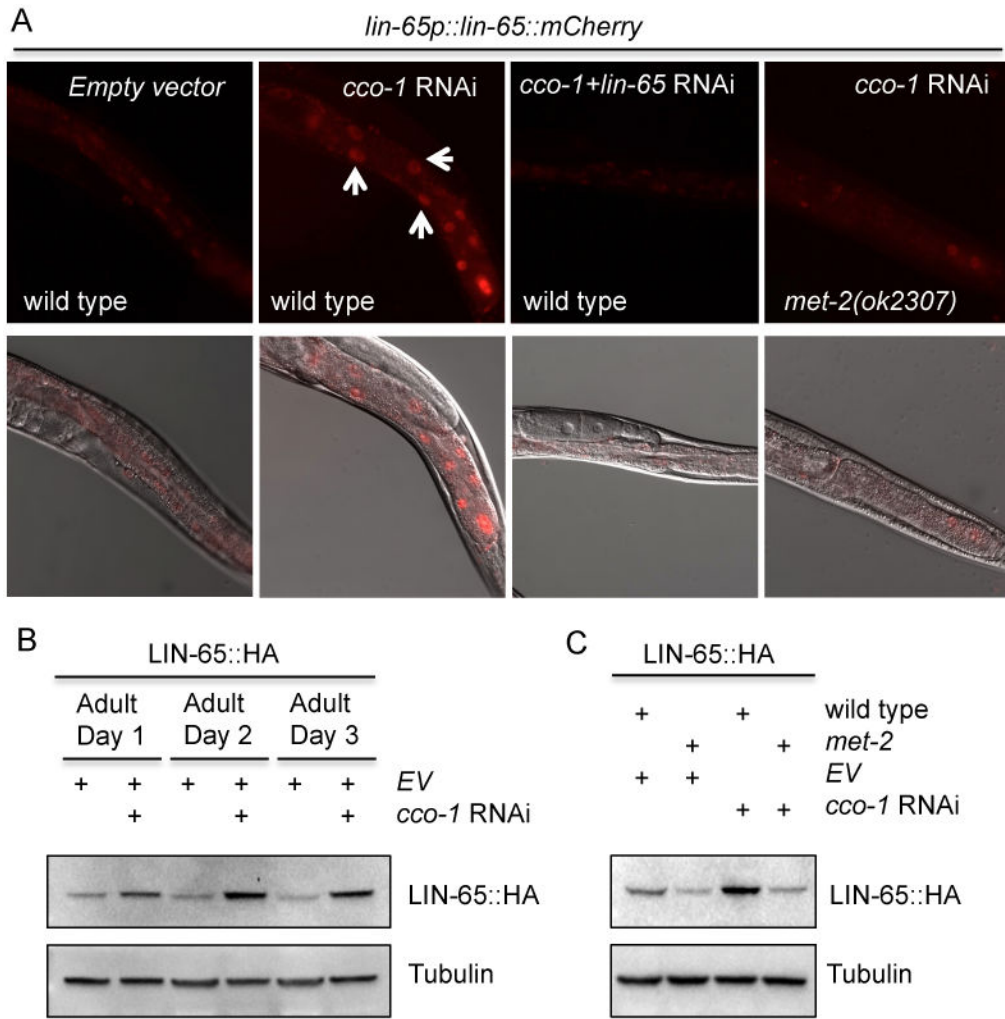 A
lin-65p::lin-65::mCherry
Empty vector
cco-1 RNAi
cco-1+lin-65 RNAi
cco-1 RNAi
wild type
wild type
wild type
met-2(ok2307)
B
LIN-65::HA
Adult Day 1
Adult Day 2
Adult Day 3
+ + + + + + EV
+ + + cco-1 RNAi
LIN-65::HA
Tubulin
C
LIN-65::HA
+ + wild type
+ + met-2
+ + EV
+ + cco-1 RNAi
LIN-65::HA
Tubulin